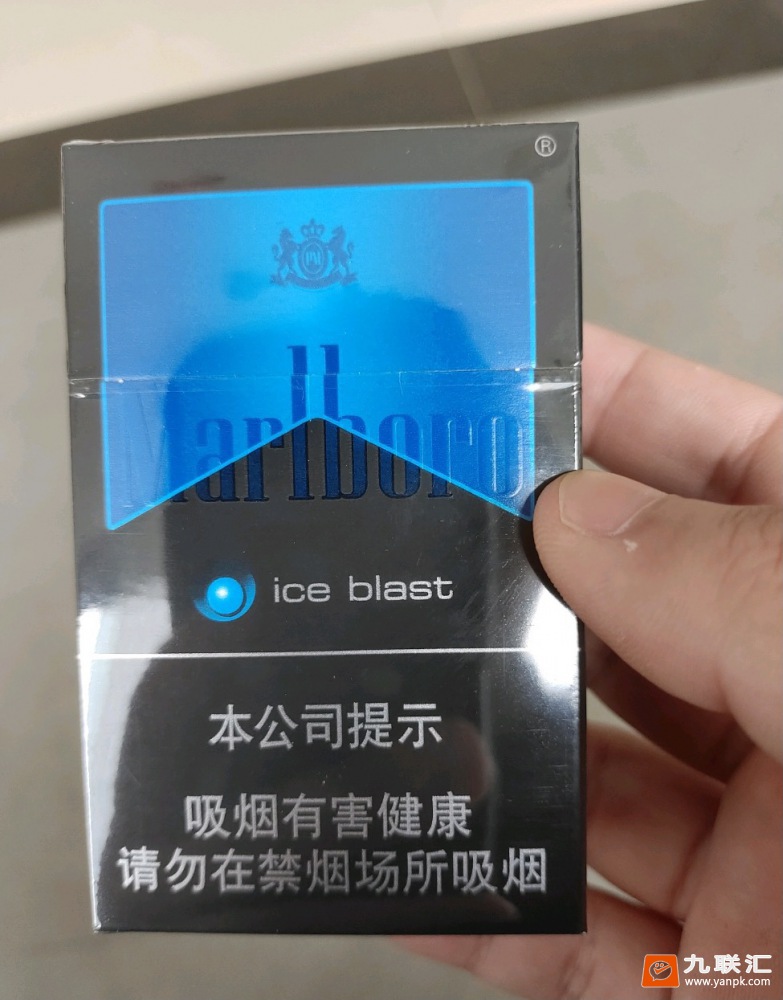 ®
PM
Marlboro
ice blast
本公司提示
吸烟有害健康
请勿在禁烟场所吸烟
九联汇
www.yanpk.com